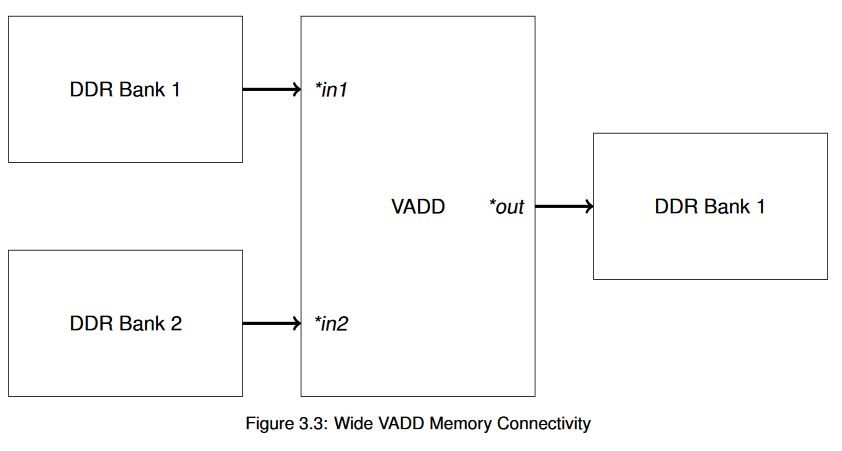 DDR Bank 1
*in1
VADD
*out
DDR Bank 1
DDR Bank 2
*in2
Figure 3.3: Wide VADD Memory Connectivity